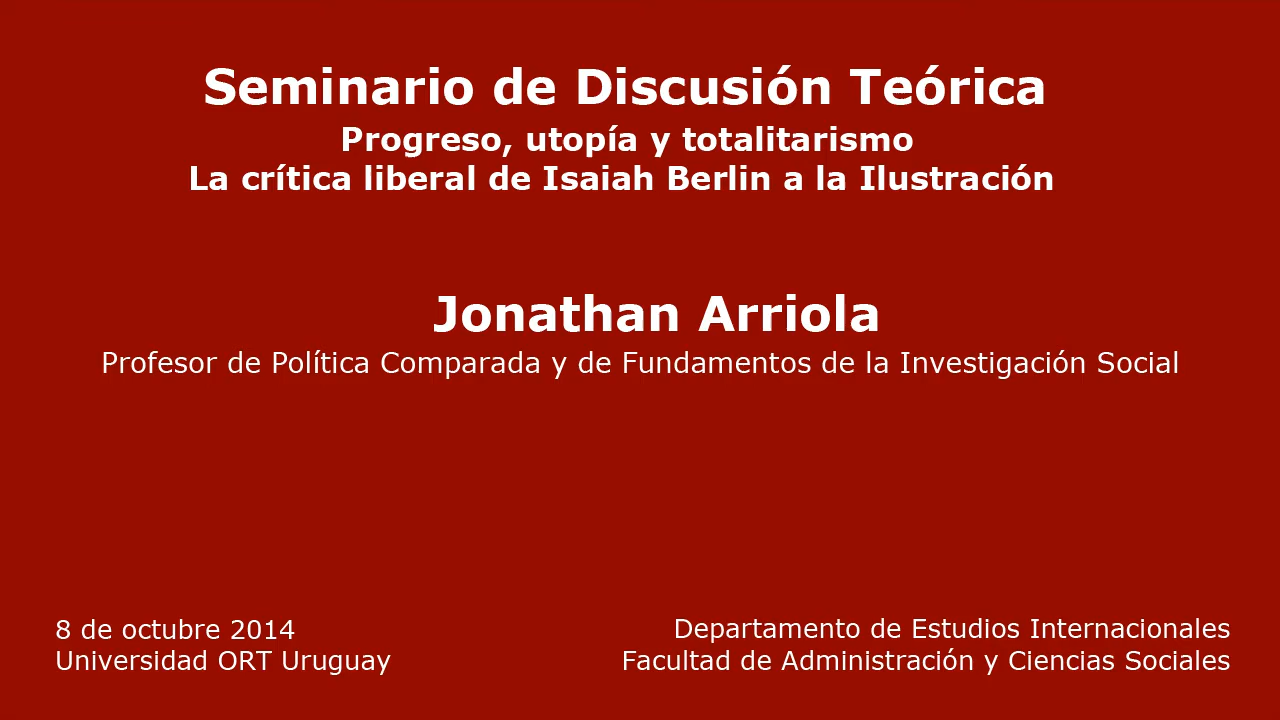 Seminario de Discusión Teórica
Progreso, utopía y totalitarismo
La crítica liberal de Isaiah Berlin a la Ilustración
Jonathan Arriola
Profesor de Política Comparada y de Fundamentos de la Investigación Social
8 de octubre 2014
Universidad ORT Uruguay
Departamento de Estudios Internacionales
Facultad de Administración y Ciencias Sociales